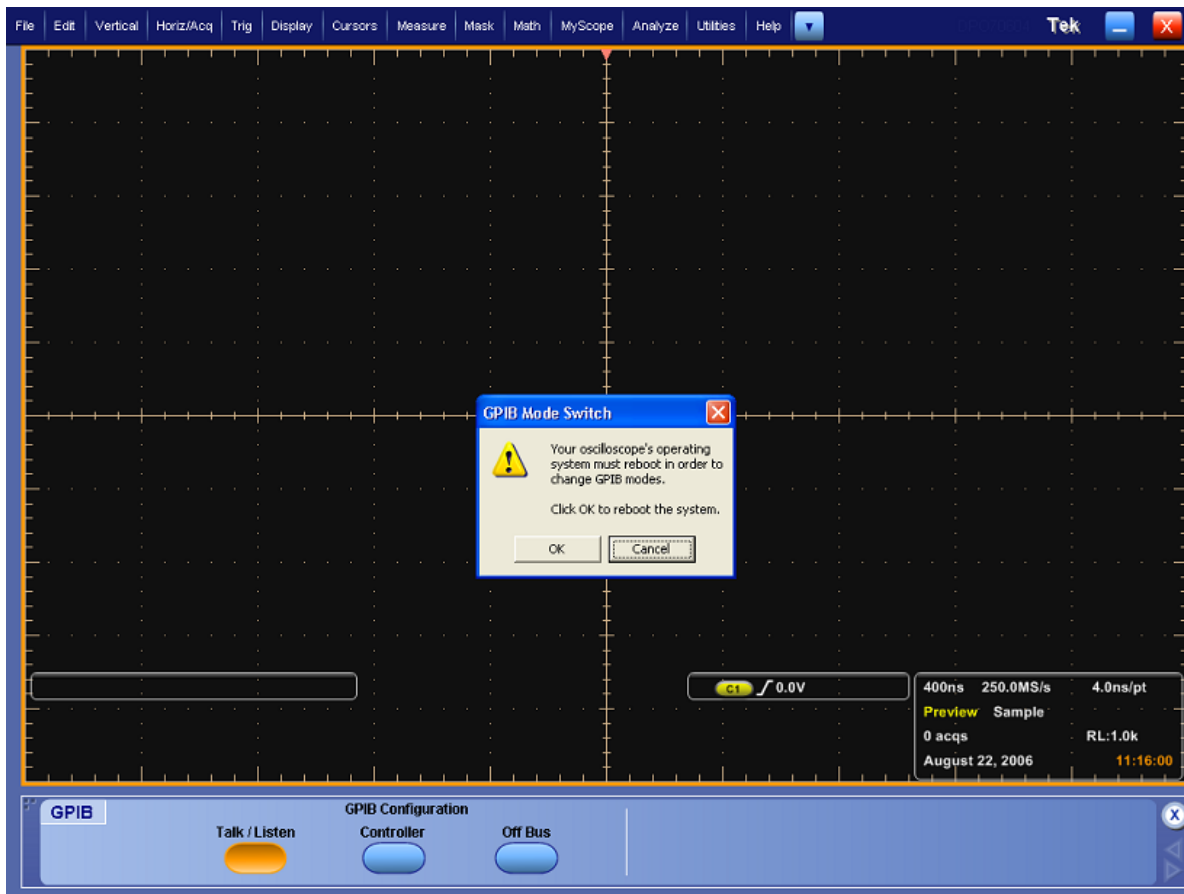 File Edit Vertical Horiz/Acq Trig Display Cursors Measure Mask Math MyScope Analyze Utilities Help Tek
GPIB Mode Switch
Your oscilloscope's operating
system must reboot in order to
change GPIB modes.
Click OK to reboot the system.
OK Cancel
C1 0.0V
400ns 250.0MS/s 4.0ns/pt
Preview Sample
0 acqs RL:1.0k
August 22, 2006 11:16:00
GPIB
GPIB Configuration
Talk / Listen Controller Off Bus